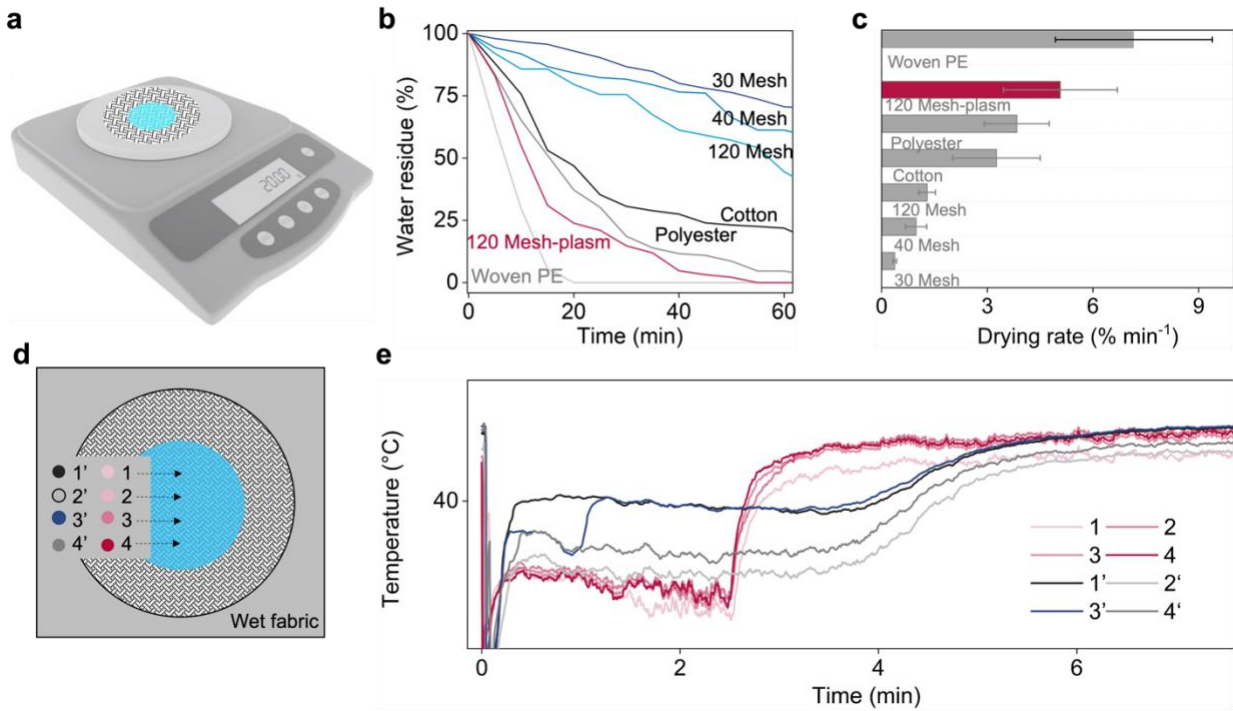 a
0.002
b
Water residue (%)
100
75
50
25
0
30 Mesh
40 Mesh
120 Mesh
Cotton
Polyester
120 Mesh-plasm
Woven PE
0
20
40
60
Time (min)
c
Woven PE
120 Mesh-plasm
Polyester
Cotton
120 Mesh
40 Mesh
30 Mesh
0
3
6
9
Drying rate (% min⁻¹)
d
1’ 1
2’ 2
3’ 3
4’ 4
Wet fabric
e
Temperature (°C)
40
1 2
3 4
1’ 2‘
3’ 4‘
0
2
4
6
Time (min)